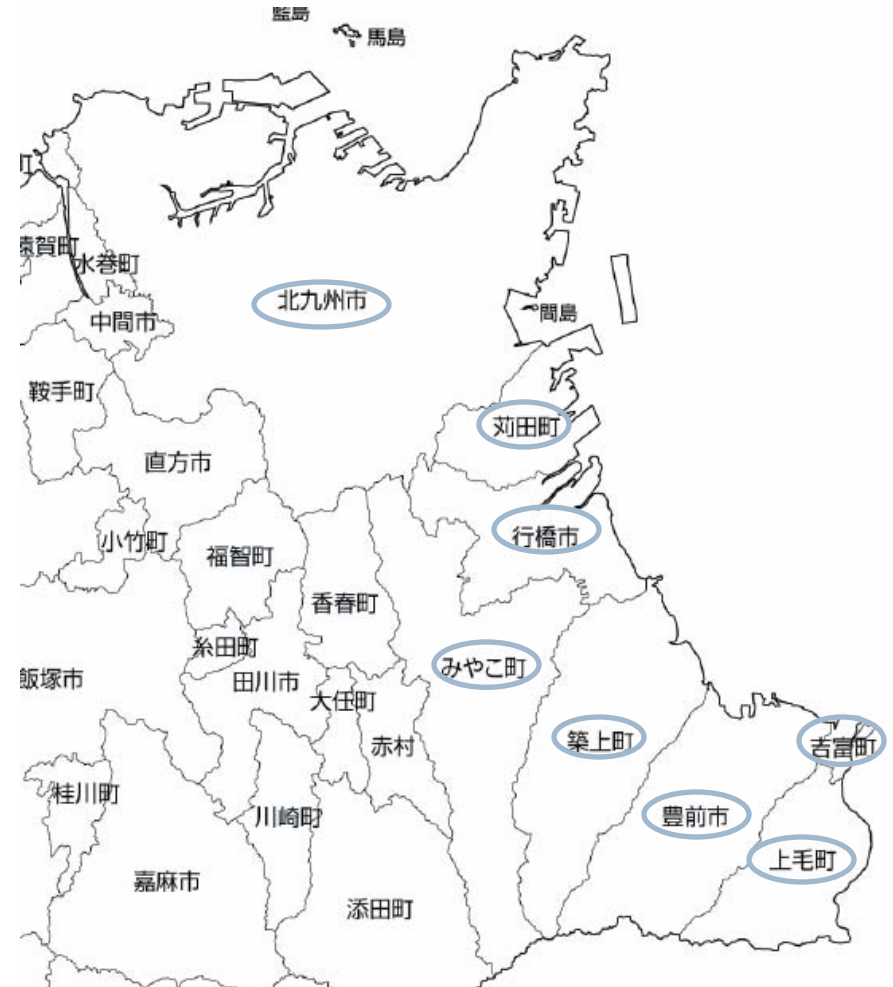 藍島
馬島
遠賀町
水巻町
中間市
北九州市
間島
鞍手町
苅田町
直方市
行橋市
小竹町
福智町
香春町
糸田町
みやこ町
飯塚市
田川市
大任町
赤村
築上町
吉富町
桂川町
川崎町
豊前市
上毛町
嘉麻市
添田町